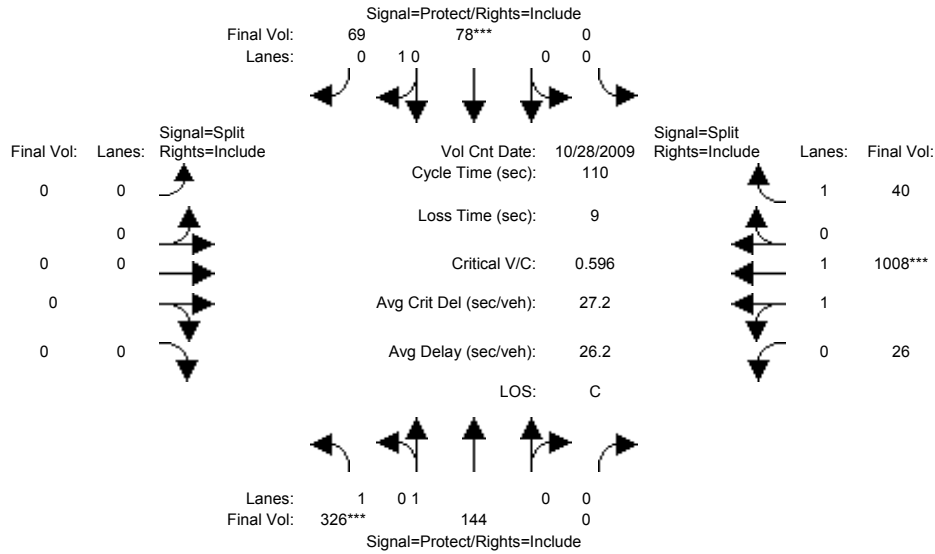 Signal=Protect/Rights=Include
Final Vol: 69 78*** 0
Lanes: 0 1 0 0 0
Signal=Split Signal=Split
Final Vol: Lanes: Rights=Include Vol Cnt Date: 10/28/2009 Rights=Include Lanes: Final Vol:
Cycle Time (sec): 110
0 0 1 40
Loss Time (sec): 9
0 0
0 0 Critical V/C: 0.596 1 1008***
0 Avg Crit Del (sec/veh): 27.2 1
0 0 Avg Delay (sec/veh): 26.2 0 26
LOS: C
Lanes: 1 0 1 0 0
Final Vol: 326*** 144 0
Signal=Protect/Rights=Include